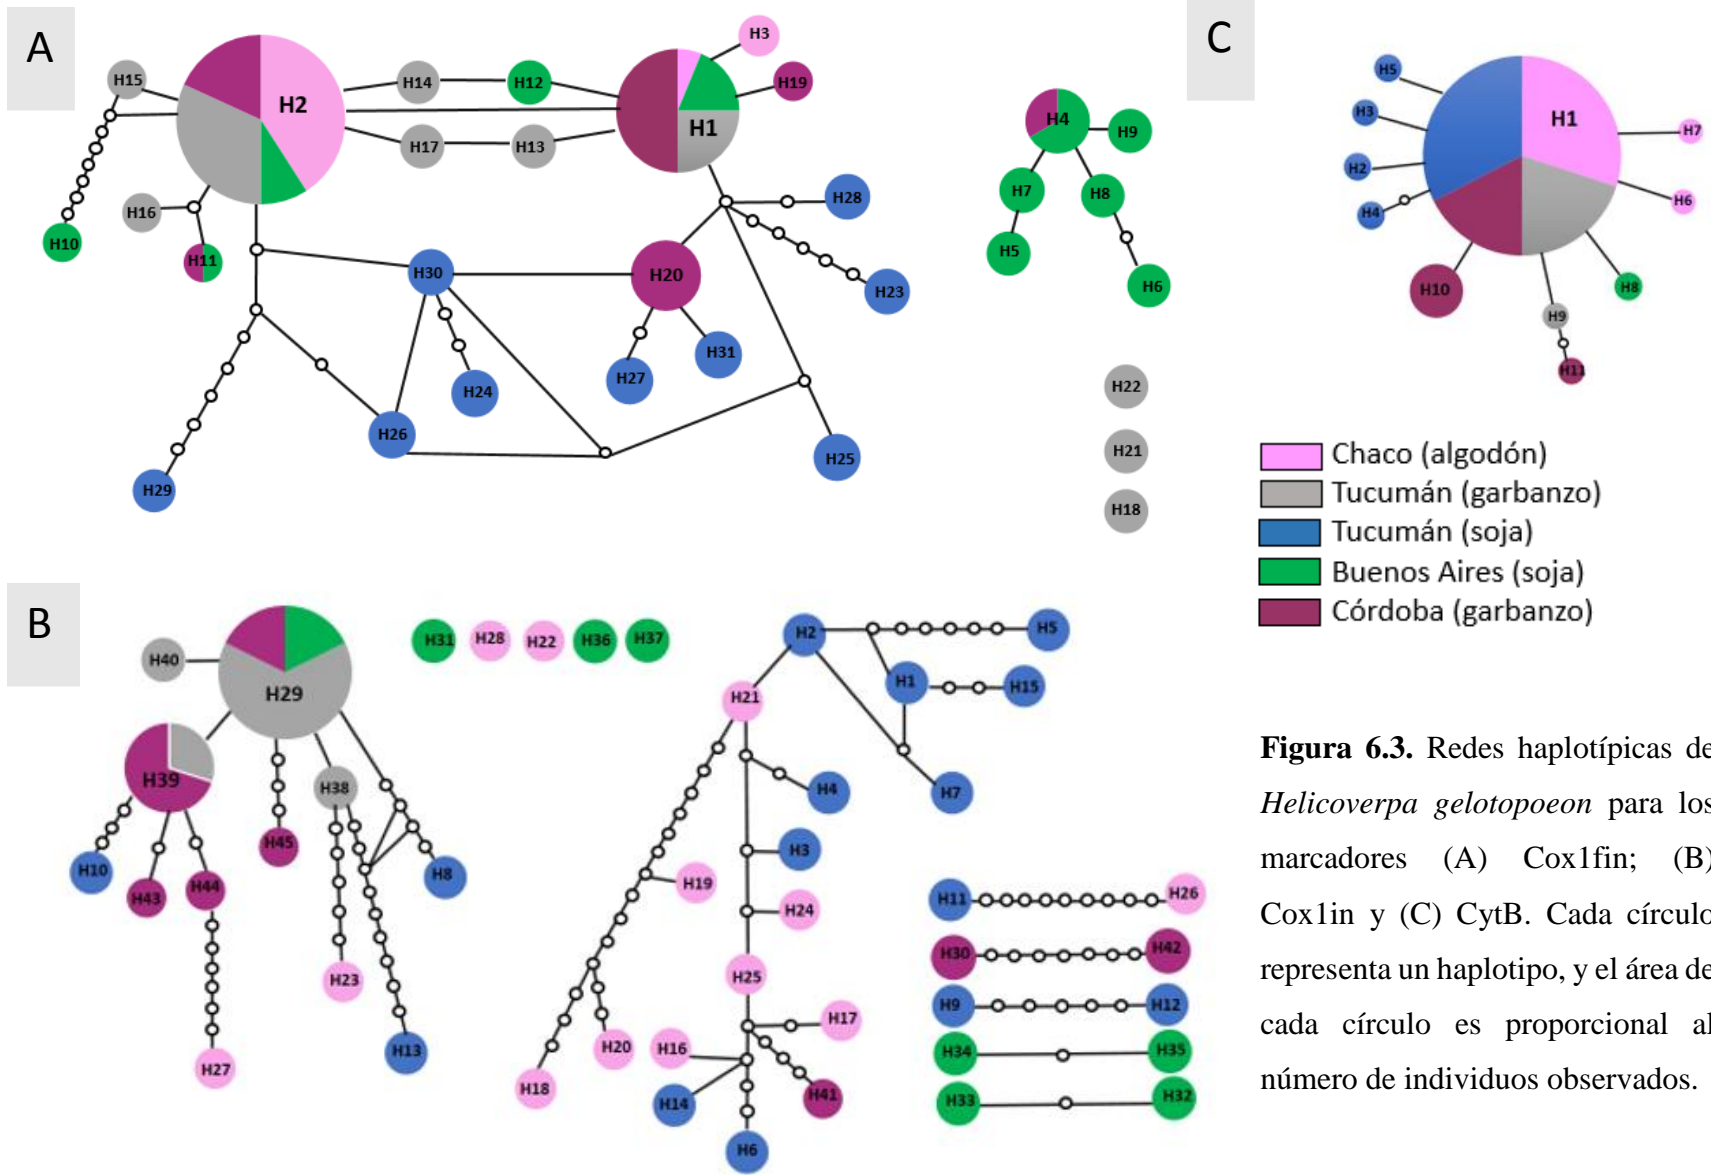 A
H15
H2
H14
H12
H3
H19
H1
H17
H13
H16
H10
H11
H28
H30
H20
H23
H24
H27
H31
H26
H25
H29
H4
H9
H7
H8
H5
H6
H22
H21
H18
C
H5
H3
H2
H4
H1
H7
H6
H10
H9
H8
H11
Chaco (algodón)
Tucumán (garbanzo)
Tucumán (soja)
Buenos Aires (soja)
Córdoba (garbanzo)
B
H40
H29
H39
H38
H10
H43
H44
H45
H8
H23
H27
H13
H31
H28
H22
H36
H37
H2
H5
H21
H1
H15
H4
H7
H3
H19
H24
H25
H17
H16
H20
H18
H14
H41
H6
H11
H26
H30
H42
H9
H12
H34
H35
H33
H32
Figura 6.3. Redes haplotípicas de
Helicoverpa gelotopoeon para los
marcadores (A) Cox1fin; (B)
Cox1in y (C) CytB. Cada círculo
representa un haplotipo, y el área de
cada círculo es proporcional al
número de individuos observados.